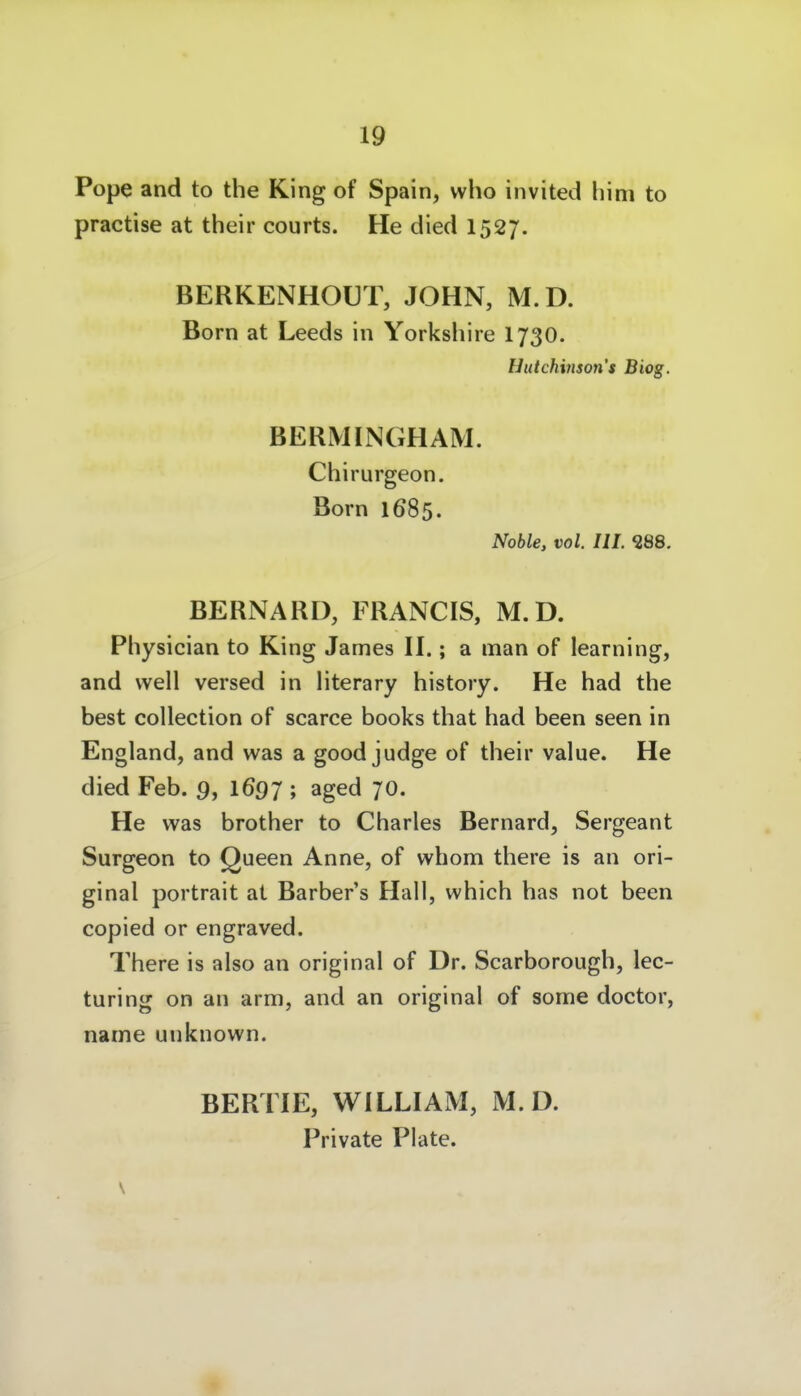 19
Pope and to the King of Spain, who invited him to
practise at their courts. He died 1527.
BERKENHOUT, JOHN, M.D.
Born at Leeds in Yorkshire 1730.
Hutchinson's Biog.
BERMINGHAM.
Chirurgeon.
Born 1685.
Noble, vol. III. 288.
BERNARD, FRANCIS, M.D.
Physician to King James II.; a man of learning,
and well versed in literary history. He had the
best collection of scarce books that had been seen in
England, and was a good judge of their value. He
died Feb. 9, 1697; aged 70.
He was brother to Charles Bernard, Sergeant
Surgeon to Queen Anne, of whom there is an ori-
ginal portrait at Barber's Hall, which has not been
copied or engraved.
There is also an original of Dr. Scarborough, lec-
turing on an arm, and an original of some doctor,
name unknown.
BERTIE, WILLIAM, M.D.
Private Plate.